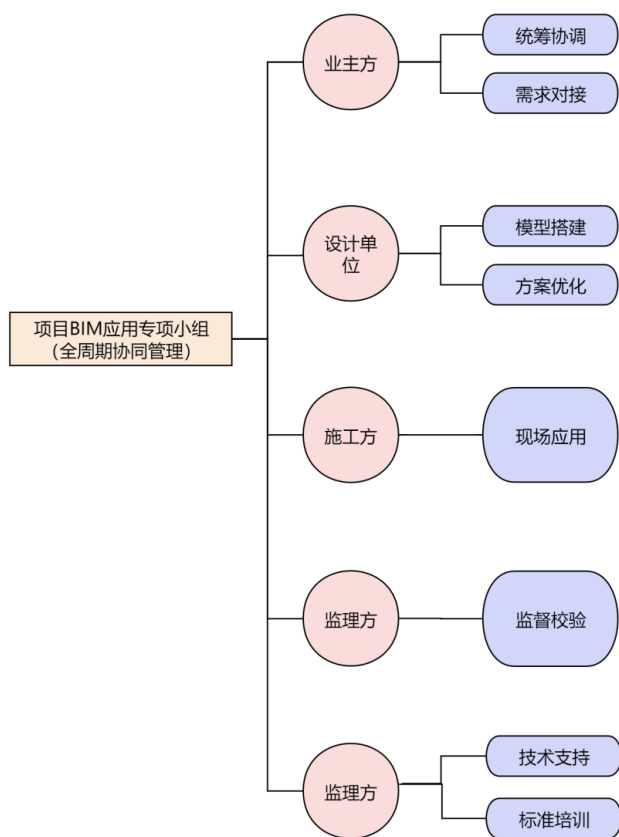 项目BIM应用专项小组
（全周期协同管理）
业主方
统筹协调
需求对接
设计单
位
模型搭建
方案优化
施工方
现场应用
监理方
监督校验
监理方
技术支持
标准培训